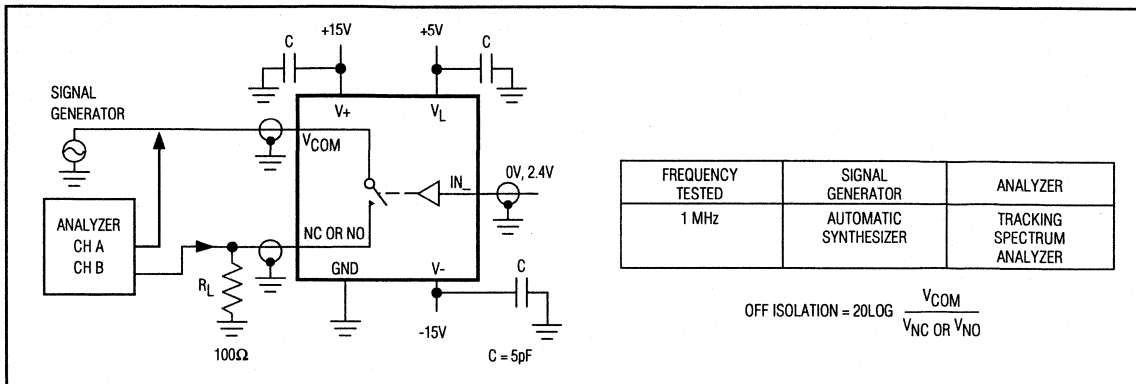 +15V
+5V
C
C
SIGNAL
GENERATOR
V+
VL
VCOM
IN_
0V, 2.4V
ANALYZER
CH A
CH B
NC OR NO
RL
GND
V-
C
-15V
100Ω
C = 5pF
FREQUENCY TESTED
SIGNAL GENERATOR
ANALYZER
1 MHz
AUTOMATIC SYNTHESIZER
TRACKING SPECTRUM ANALYZER
OFF ISOLATION = 20LOG VCOM / VNC OR VNO